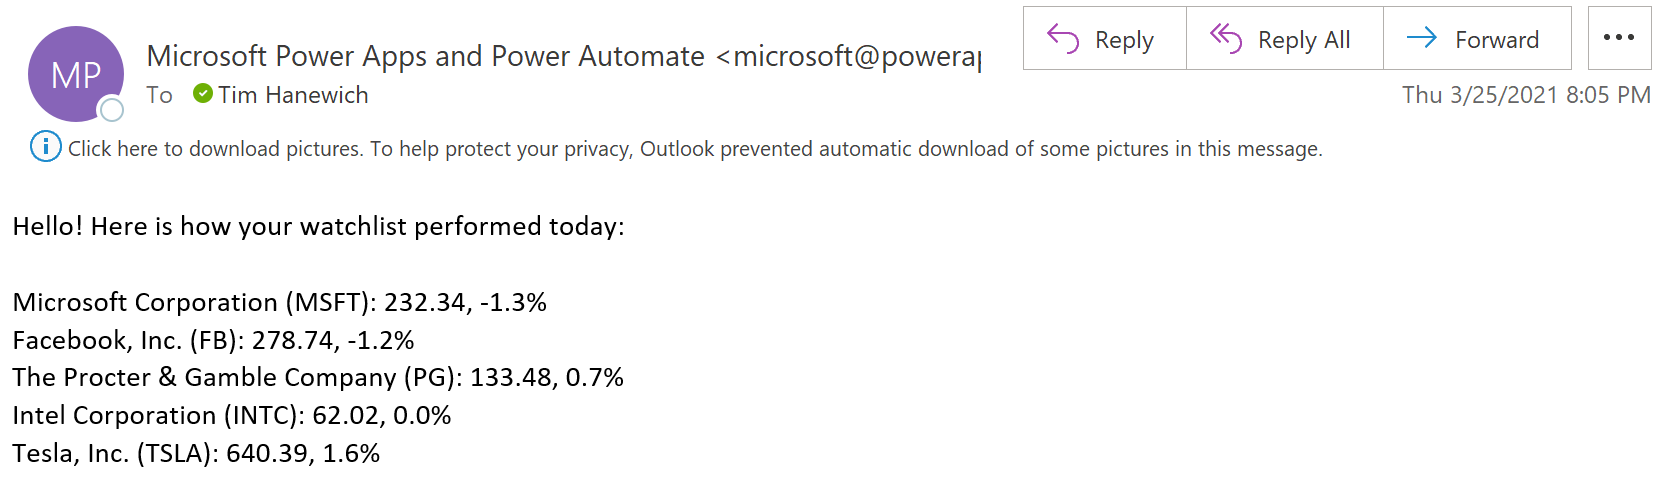 MP
Microsoft Power Apps and Power Automate <microsoft@powerap
To Tim Hanewich
Reply
Reply All
Forward
Thu 3/25/2021 8:05 PM
Click here to download pictures. To help protect your privacy, Outlook prevented automatic download of some pictures in this message.
Hello! Here is how your watchlist performed today:
Microsoft Corporation (MSFT): 232.34, -1.3%
Facebook, Inc. (FB): 278.74, -1.2%
The Procter & Gamble Company (PG): 133.48, 0.7%
Intel Corporation (INTC): 62.02, 0.0%
Tesla, Inc. (TSLA): 640.39, 1.6%